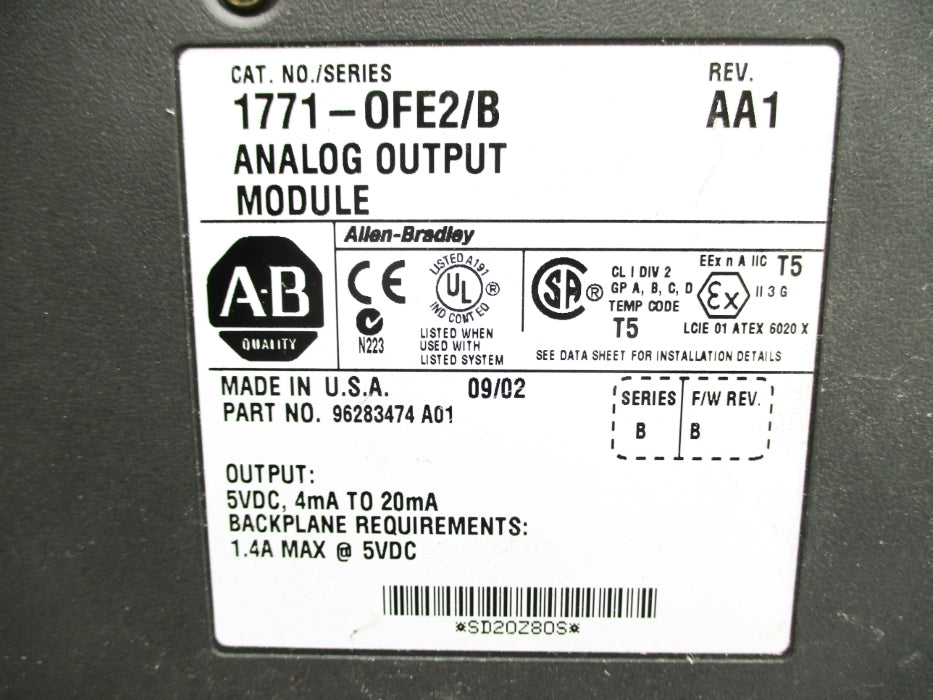 CAT. NO./SERIES
REV.
1771-OFE2/B
AA1
ANALOG OUTPUT
MODULE
Allen-Bradley
A-B
QUALITY
CE
N223
LISTED A197
UL ®
IND CONT EQ
LISTED WHEN
USED WITH
LISTED SYSTEM
SA ®
CL I DIV 2
GP A, B, C, D
TEMP CODE
T5
EEx n A IIC T5
Ex II 3 G
LCIE 01 ATEX 6020 X
SEE DATA SHEET FOR INSTALLATION DETAILS
MADE IN U.S.A. 09/02
PART NO. 96283474 A01
SERIES F/W REV.
B B
OUTPUT:
5VDC, 4mA TO 20mA
BACKPLANE REQUIREMENTS:
1.4A MAX @ 5VDC
*SD20Z80S*